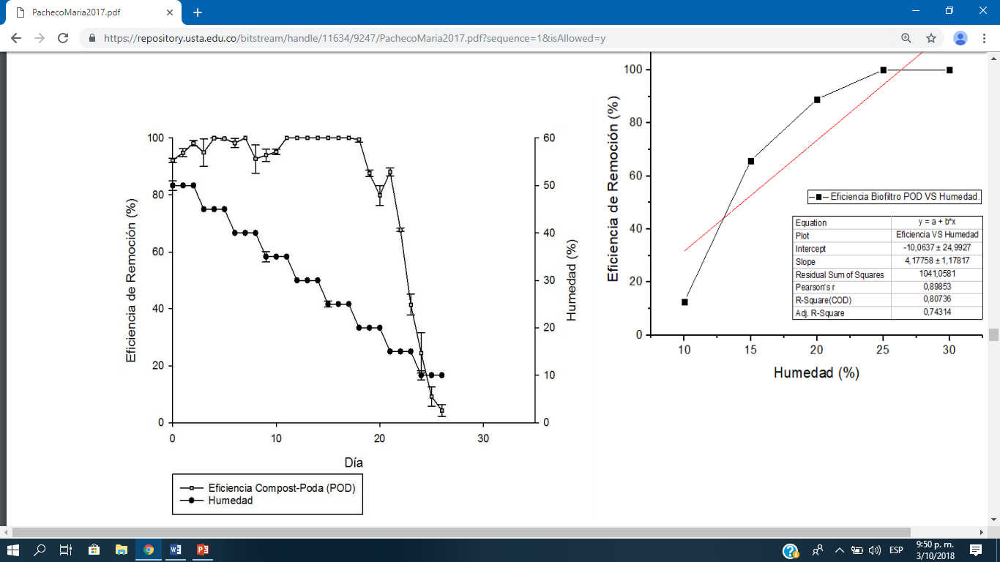 PachecoMaria2017.pdf
https://repository.usta.edu.co/bitstream/handle/11634/9247/PachecoMaria2017.pdf?sequence=1&isAllowed=y
Eficiencia de Remoción (%)
100
80
60
40
20
0
60
50
40
30
20
10
0
Humedad (%)
0 10 20 30
Día
Eficiencia Compost-Poda (POD)
Humedad
Eficiencia de Remoción (%)
100
80
60
40
20
0
Eficiencia Biofiltro POD VS Humedad.
Equation y = a + b*x
Plot Eficiencia VS Humedad
Intercept -10,0637 ± 24,9927
Slope 4,17758 ± 1,17817
Residual Sum of Squares 1041,0581
Pearson's r 0,89853
R-Square(COD) 0,80736
Adj. R-Square 0,74314
10 15 20 25 30
Humedad (%)
ESP
9:50 p. m.
3/10/2018